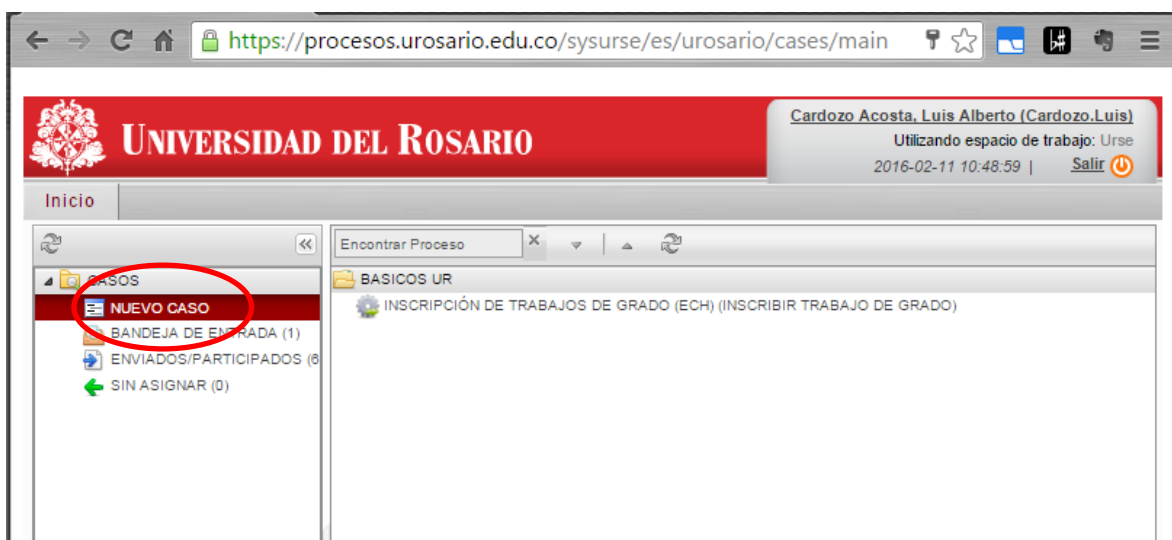 https://procesos.urosario.edu.co/sysurse/es/urosario/cases/main
UNIVERSIDAD DEL ROSARIO
Cardozo Acosta, Luis Alberto (Cardozo.Luis)
Utilizando espacio de trabajo: Urse
2016-02-11 10:48:59 | Salir
Inicio
Encontrar Proceso
CASOS
NUEVO CASO
BANDEJA DE ENTRADA (1)
ENVIADOS/PARTICIPADOS (6
SIN ASIGNAR (0)
BASICOS UR
INSCRIPCIÓN DE TRABAJOS DE GRADO (ECH) (INSCRIBIR TRABAJO DE GRADO)